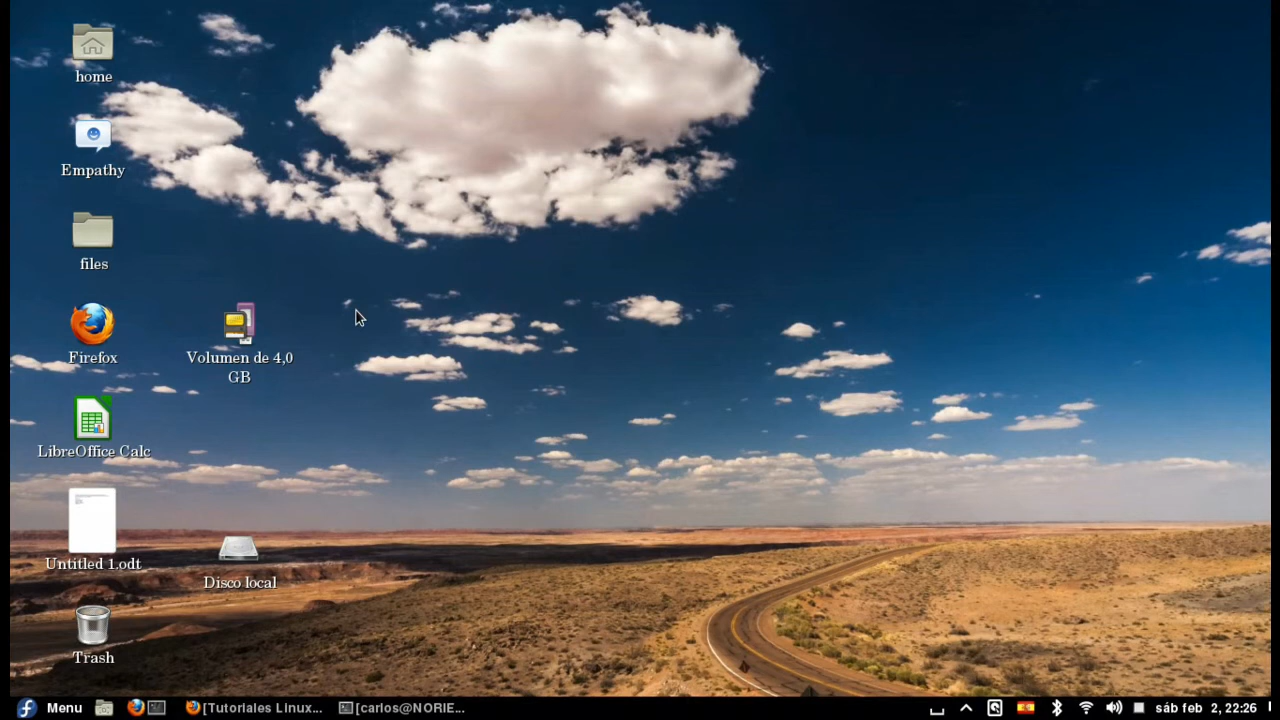 home
Empathy
files
Firefox
Volumen de 4,0
GB
LibreOffice Calc
Untitled 1.odt
Disco local
Trash
Menu
[Tutoriales Linux...
[carlos@NORIE...
sáb feb 2, 22:26